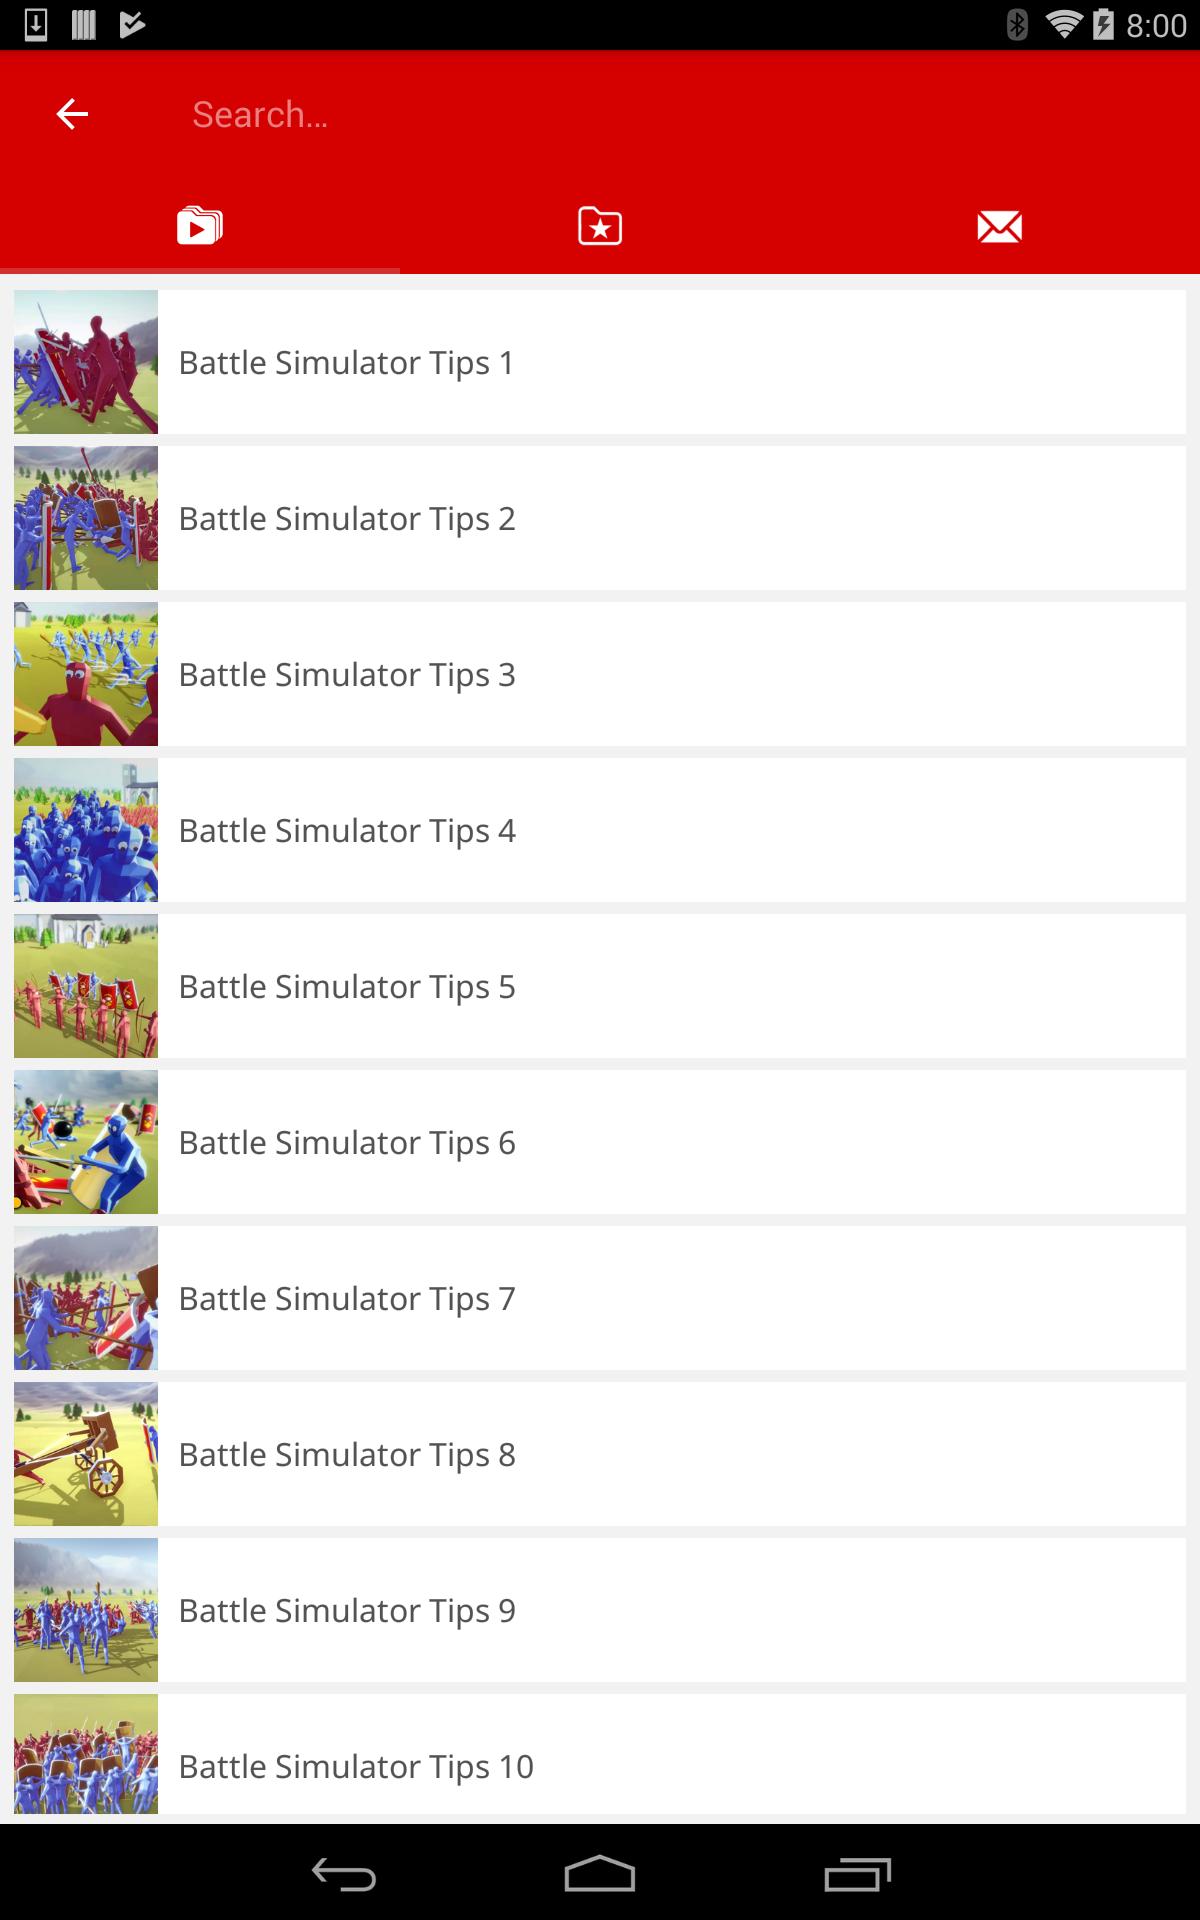 8:00
Search...
Battle Simulator Tips 1
Battle Simulator Tips 2
Battle Simulator Tips 3
Battle Simulator Tips 4
Battle Simulator Tips 5
Battle Simulator Tips 6
Battle Simulator Tips 7
Battle Simulator Tips 8
Battle Simulator Tips 9
Battle Simulator Tips 10